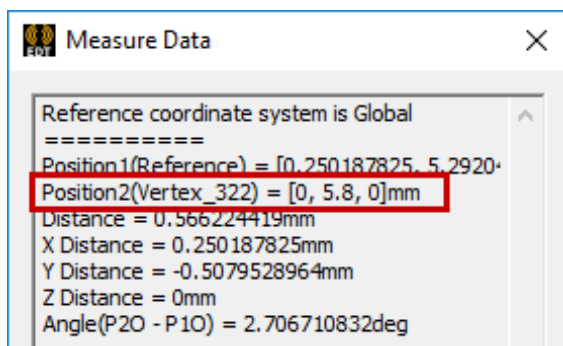 EDT
Measure Data
Reference coordinate system is Global
==========
Position1(Reference) = [0.250187825, 5.29204
Position2(Vertex_322) = [0, 5.8, 0]mm
Distance = 0.566224419mm
X Distance = 0.250187825mm
Y Distance = -0.5079528964mm
Z Distance = 0mm
Angle(P2O - P1O) = 2.706710832deg